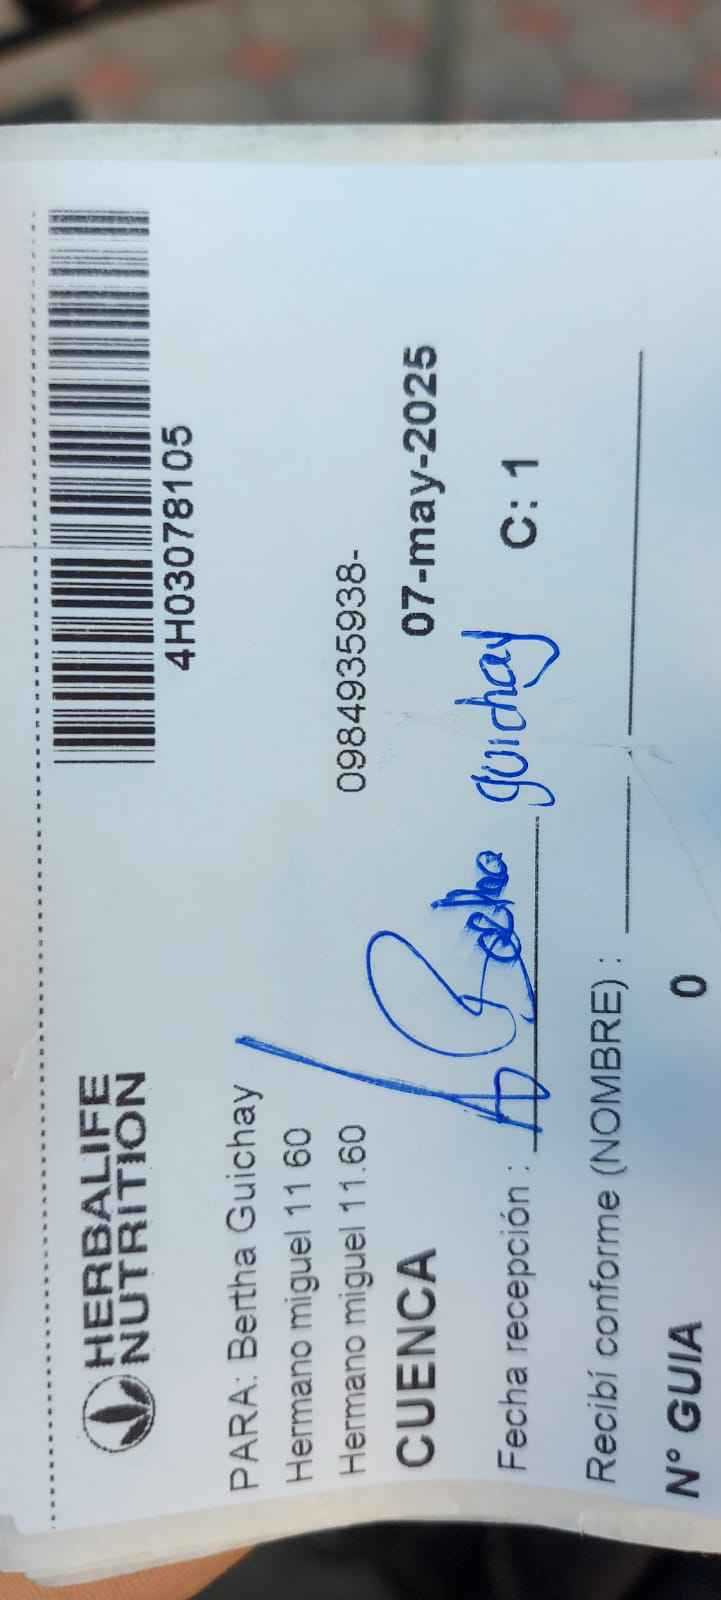 HERBALIFE
NUTRITION
4H03078105
PARA: Bertha Guichay
Hermano miguel 11 60
Hermano miguel 11.60 0984935938-
CUENCA 07-may-2025
Fecha recepción : Guichay C: 1
Recibí conforme (NOMBRE) :
N° GUIA 0